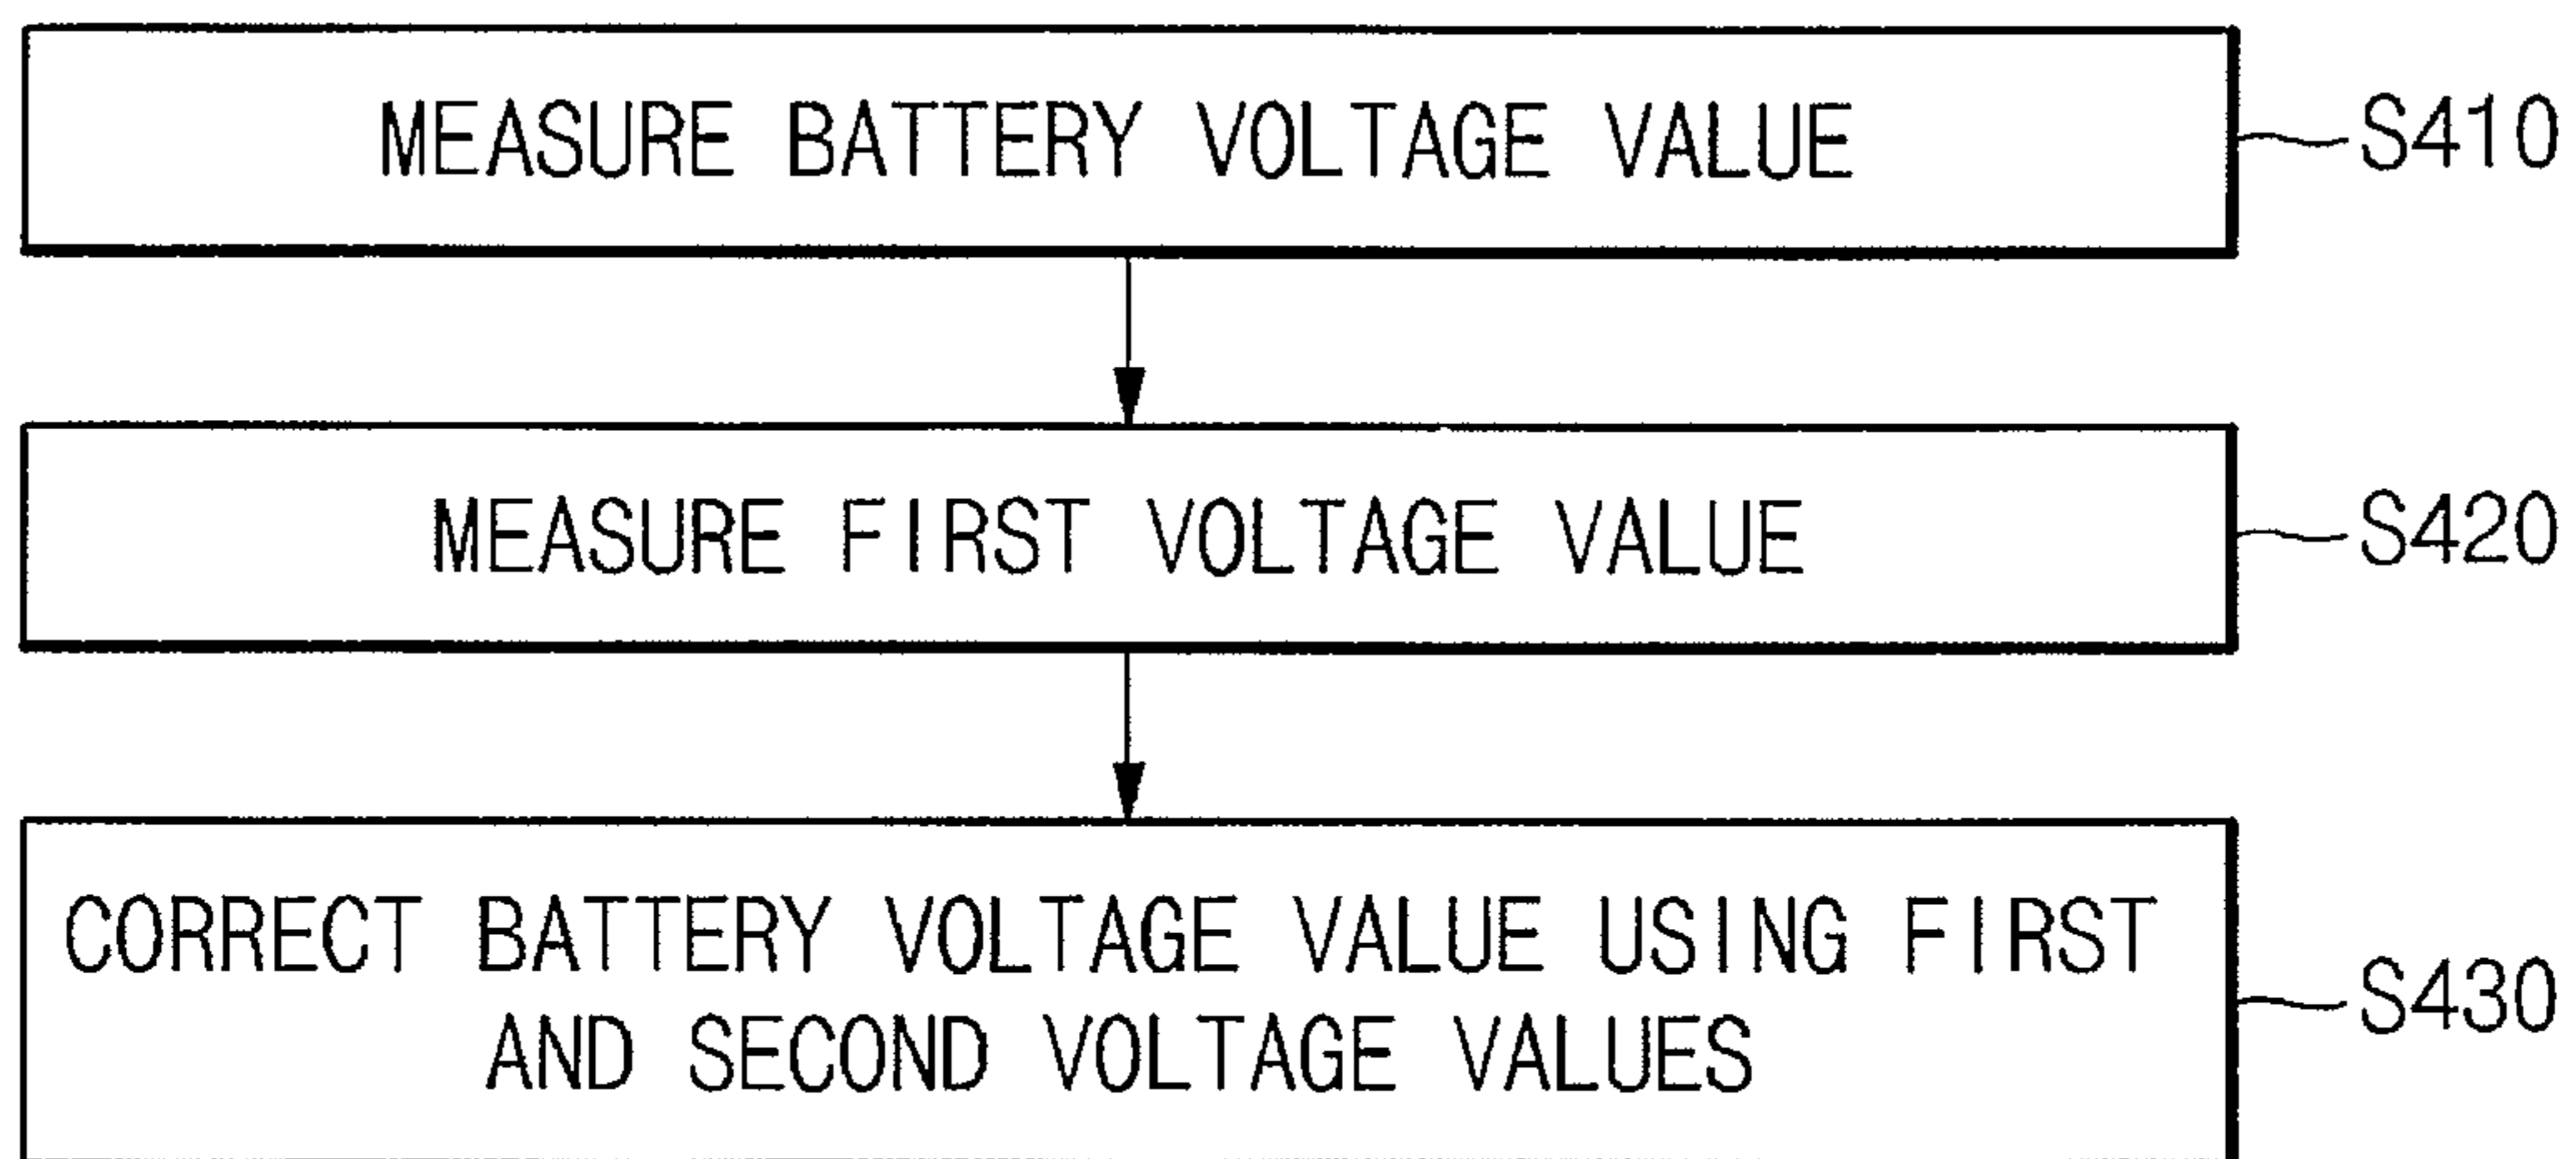 MEASURE BATTERY VOLTAGE VALUE
S410
MEASURE FIRST VOLTAGE VALUE
S420
CORRECT BATTERY VOLTAGE VALUE USING FIRST
AND SECOND VOLTAGE VALUES
S430